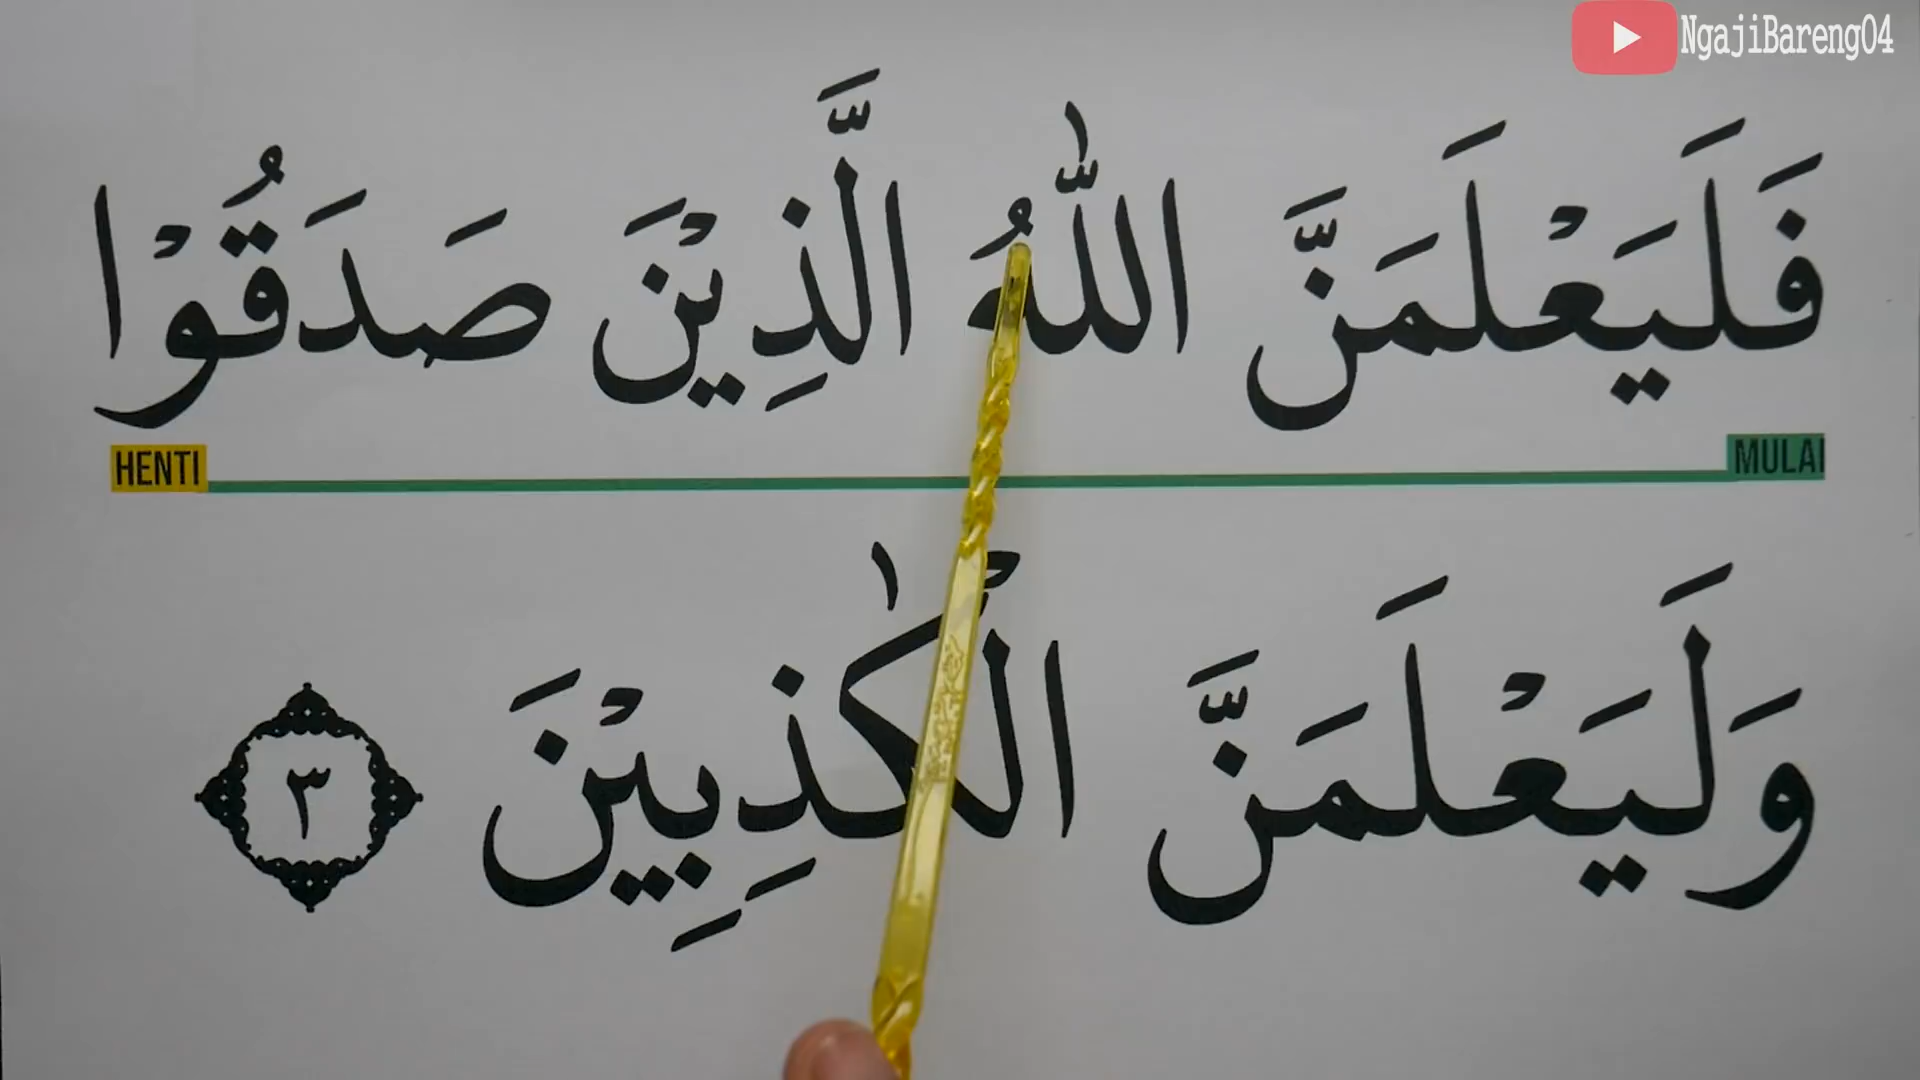 NgajiBareng04
فَلَيَعْلَمَنَّ اللّٰهُ الَّذِيْنَ صَدَقُوْا
HENTI MULAI
وَلَيَعْلَمَنَّ الْكٰذِبِيْنَ ٣